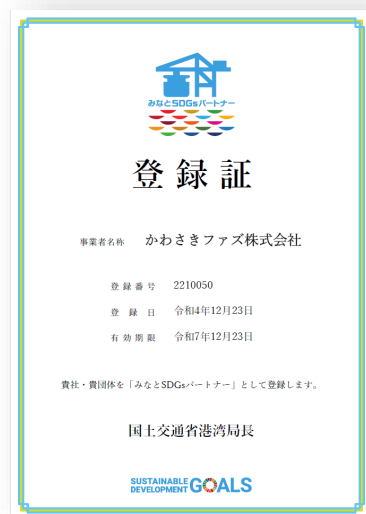 みなとSDGsパートナー
登録証
事業者名称 かわさきファズ株式会社
登録番号 2210050
登録日 令和4年12月23日
有効期限 令和7年12月23日
貴社・貴団体を「みなとSDGsパートナー」として登録します。
国土交通省港湾局長
SUSTAINABLE
DEVELOPMENT GOALS